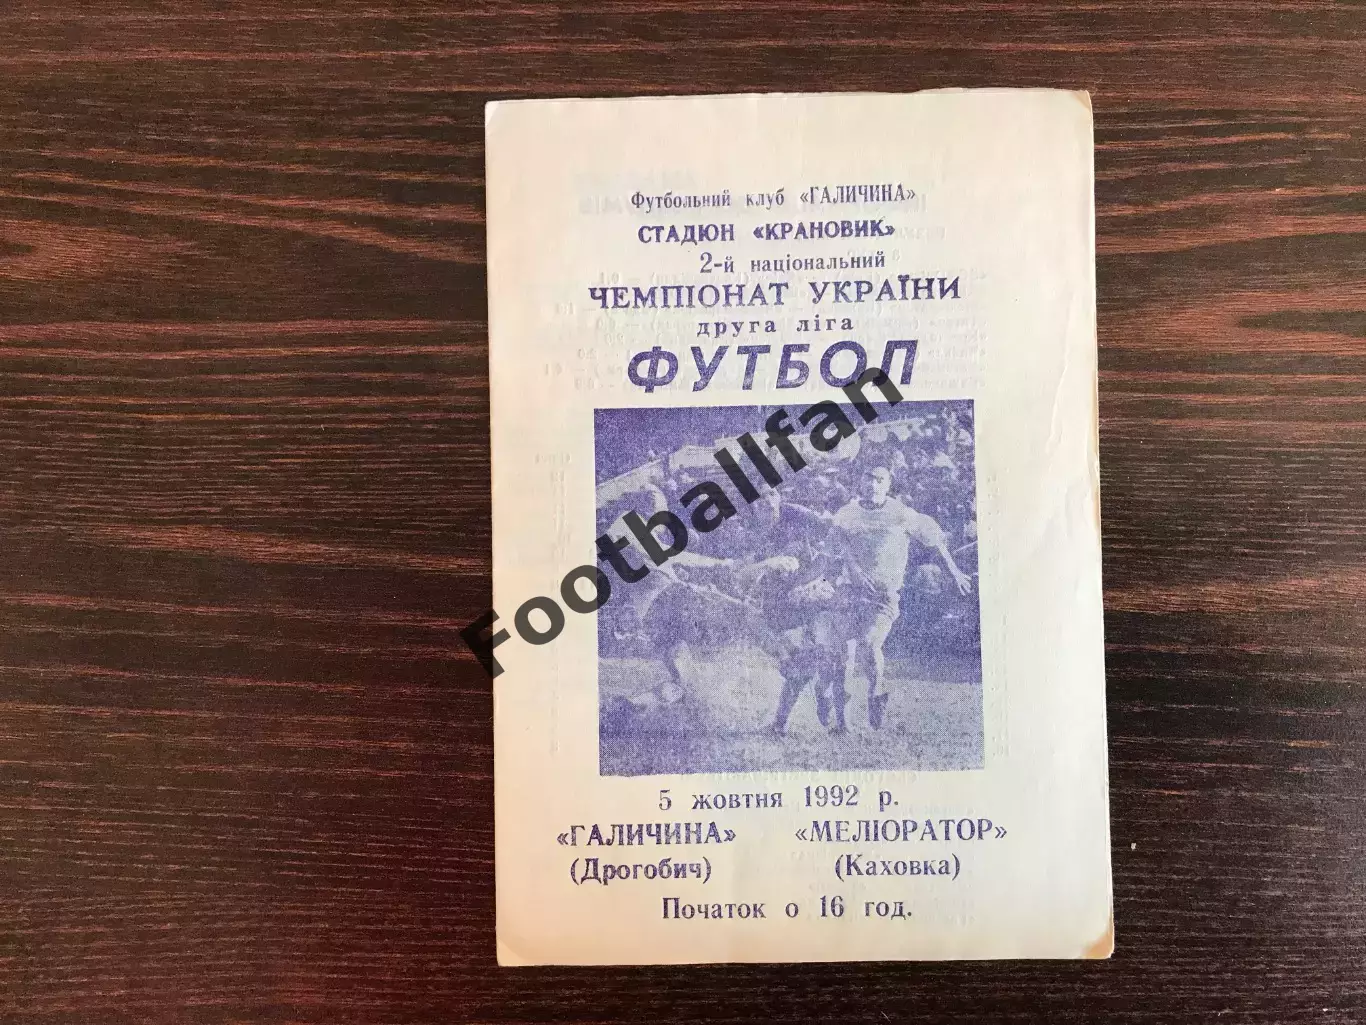 Футбольний клуб «ГАЛИЧИНА»
СТАДІОН «КРАНОВИК»
2-й національний
ЧЕМПІОНАТ УКРАЇНИ
друга ліга
ФУТБОЛ
Footballfan
5 жовтня 1992 р.
«ГАЛИЧИНА» «МЕЛІОРАТОР»
(Дрогобич) (Каховка)
Початок о 16 год.